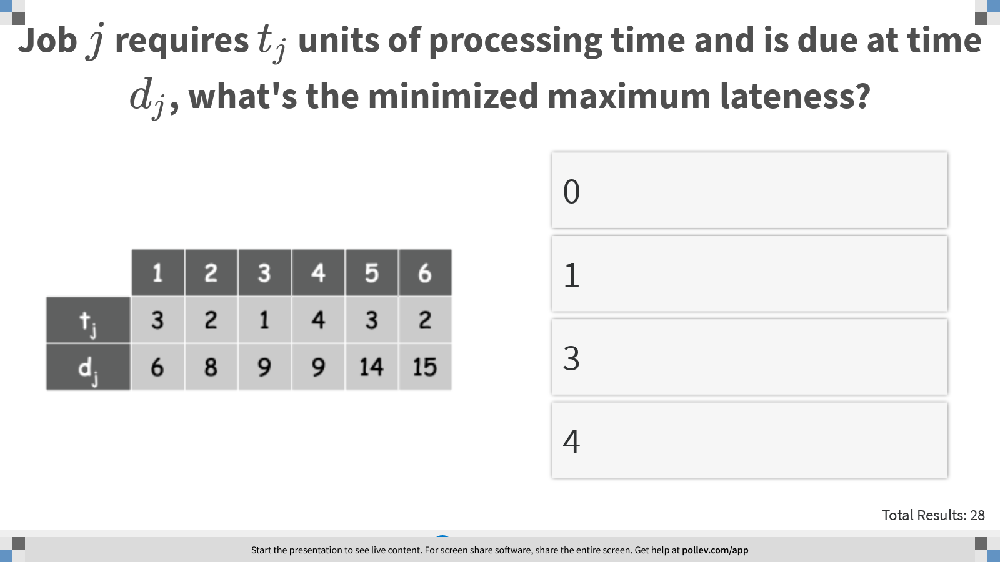 Job j requires t_j units of processing time and is due at time
d_j, what's the minimized maximum lateness?
0
1
3
4
1 2 3 4 5 6
t_j 3 2 1 4 3 2
d_j 6 8 9 9 14 15
Total Results: 28
Start the presentation to see live content. For screen share software, share the entire screen. Get help at pollev.com/app